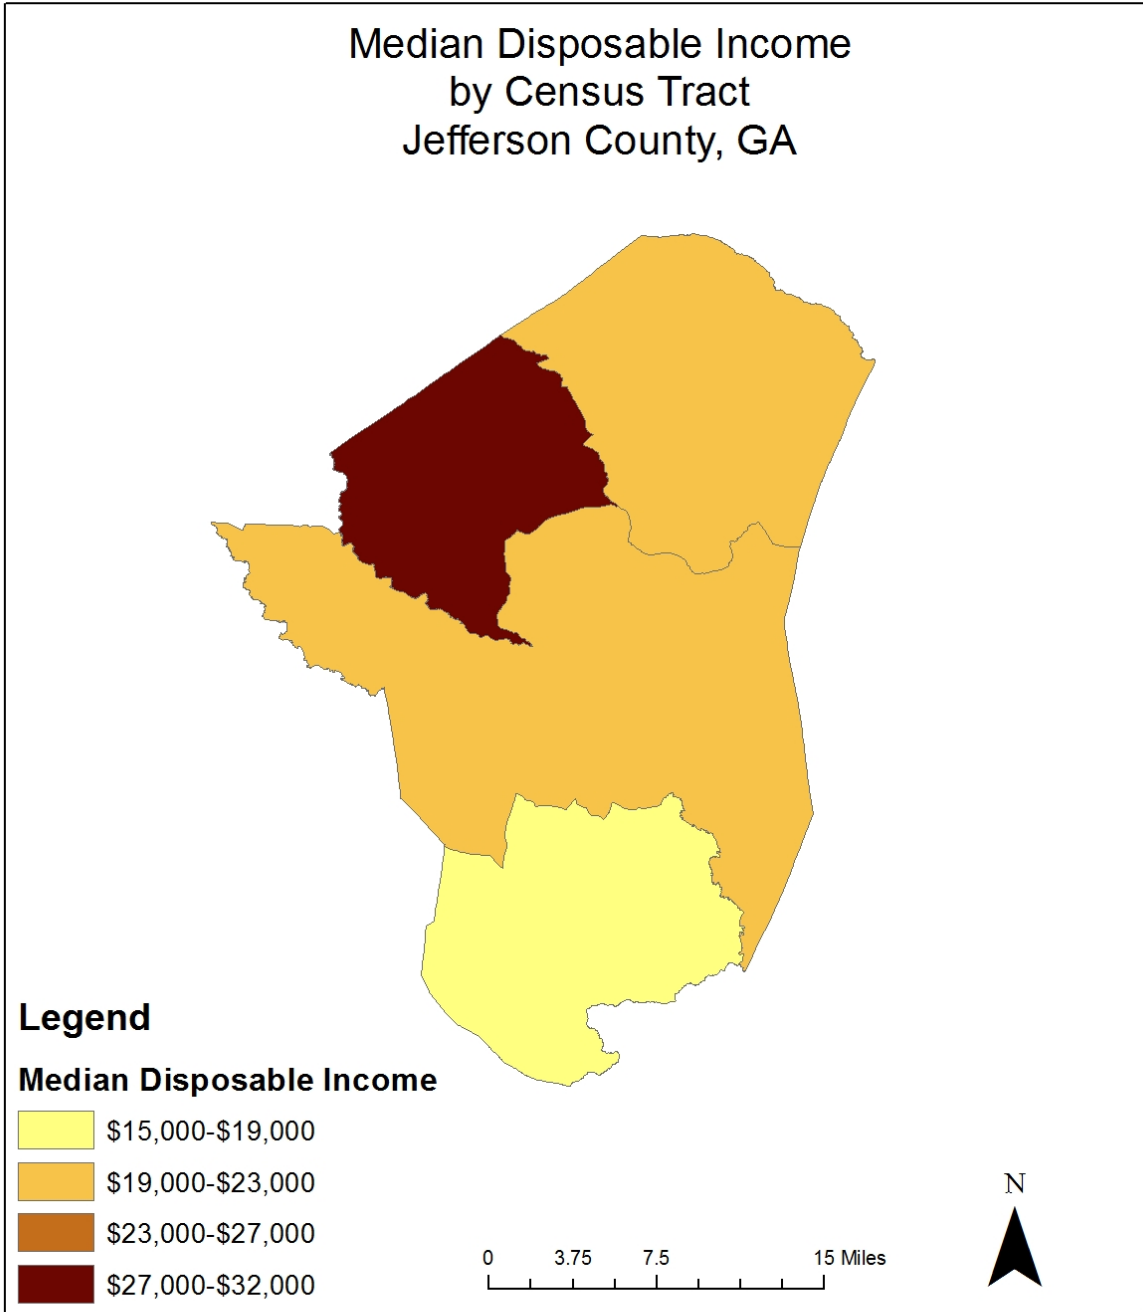 Median Disposable Income
by Census Tract
Jefferson County, GA
Legend
Median Disposable Income
$15,000-$19,000
$19,000-$23,000
$23,000-$27,000
$27,000-$32,000
N
0 3.75 7.5 15 Miles